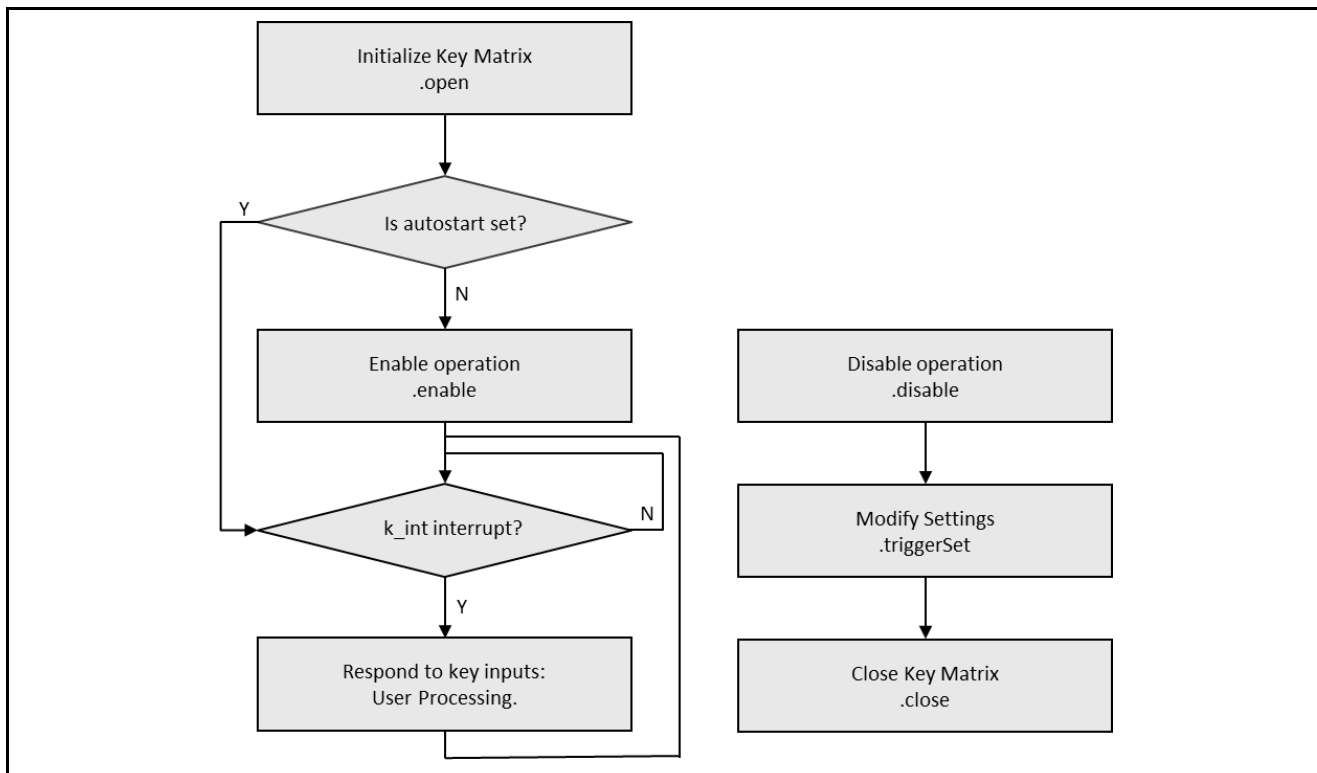 Initialize Key Matrix
.open
Is autostart set?
Y
N
Enable operation
.enable
k_int interrupt?
N
Y
Respond to key inputs:
User Processing.
Disable operation
.disable
Modify Settings
.triggerSet
Close Key Matrix
.close